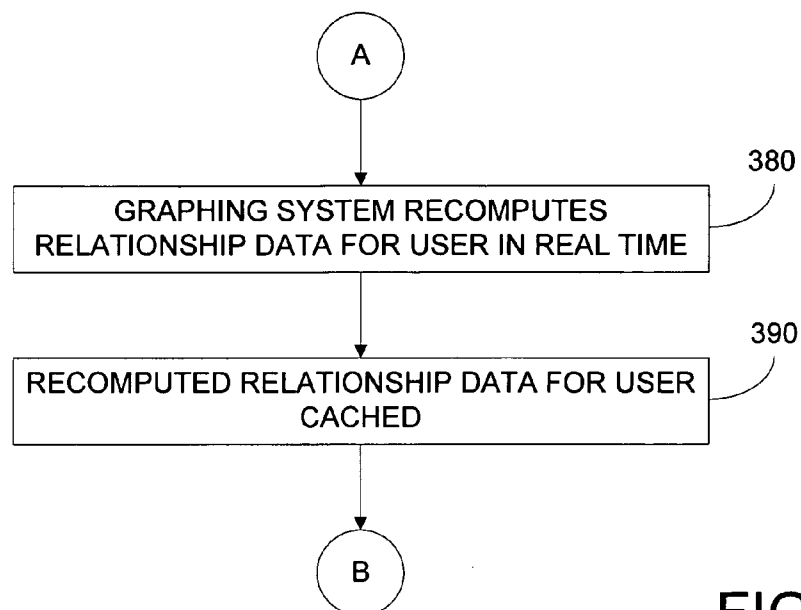 A
380
GRAPHING SYSTEM RECOMPUTES
RELATIONSHIP DATA FOR USER IN REAL TIME
390
RECOMPUTED RELATIONSHIP DATA FOR USER
CACHED
B